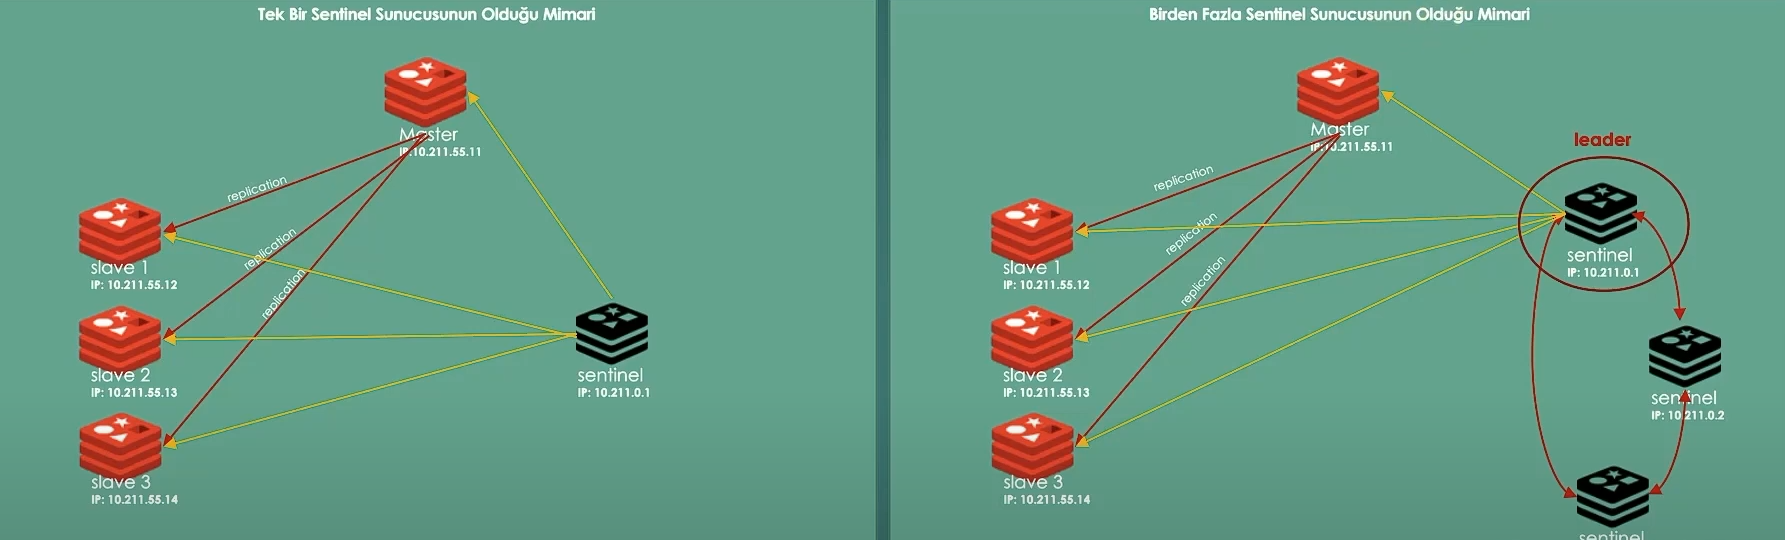 Tek Bir Sentinel Sunucusunun Olduğu Mimari
Master
IP:10.211.55.11
replication
replication
replication
slave 1
IP: 10.211.55.12
slave 2
IP: 10.211.55.13
slave 3
IP: 10.211.55.14
sentinel
IP: 10.211.0.1
Birden Fazla Sentinel Sunucusunun Olduğu Mimari
Master
IP:10.211.55.11
leader
replication
replication
replication
slave 1
IP: 10.211.55.12
slave 2
IP: 10.211.55.13
slave 3
IP: 10.211.55.14
sentinel
IP: 10.211.0.1
sentinel
IP: 10.211.0.2
sentinel